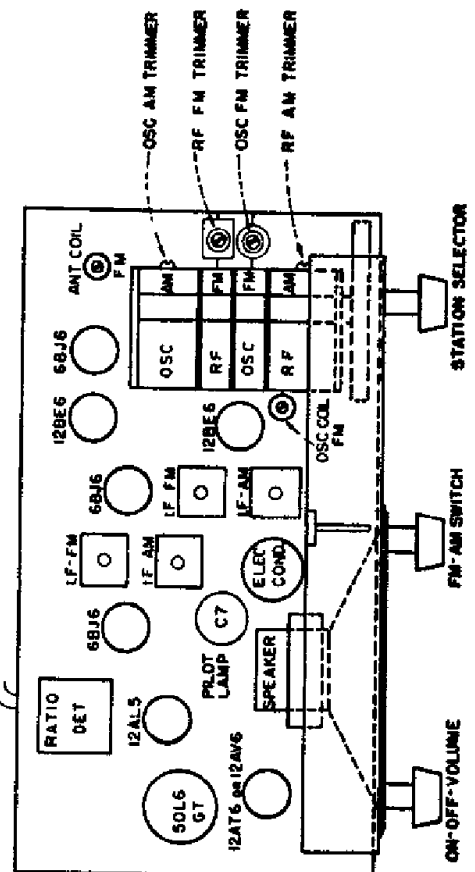 OSC AM TRIMMER
RF FM TRIMMER
OSC FM TRIMMER
RF AM TRIMMER
ANT COIL
FM
6BJ6
12BE6
OSC
AM
RF
FM
OSC
FM
RF
AM
12BE6
OSC COIL
FM
6BJ6
I.F-FM
I.F-AM
I.F-FM
I.F AM
ELEC
COND.
6BJ6
C7
PILOT
LAMP
SPEAKER
RATIO
DET
12AL5
50L6
GT
12AT6 OR 12AV6
STATION SELECTOR
FM-AM SWITCH
ON-OFF-VOLUME